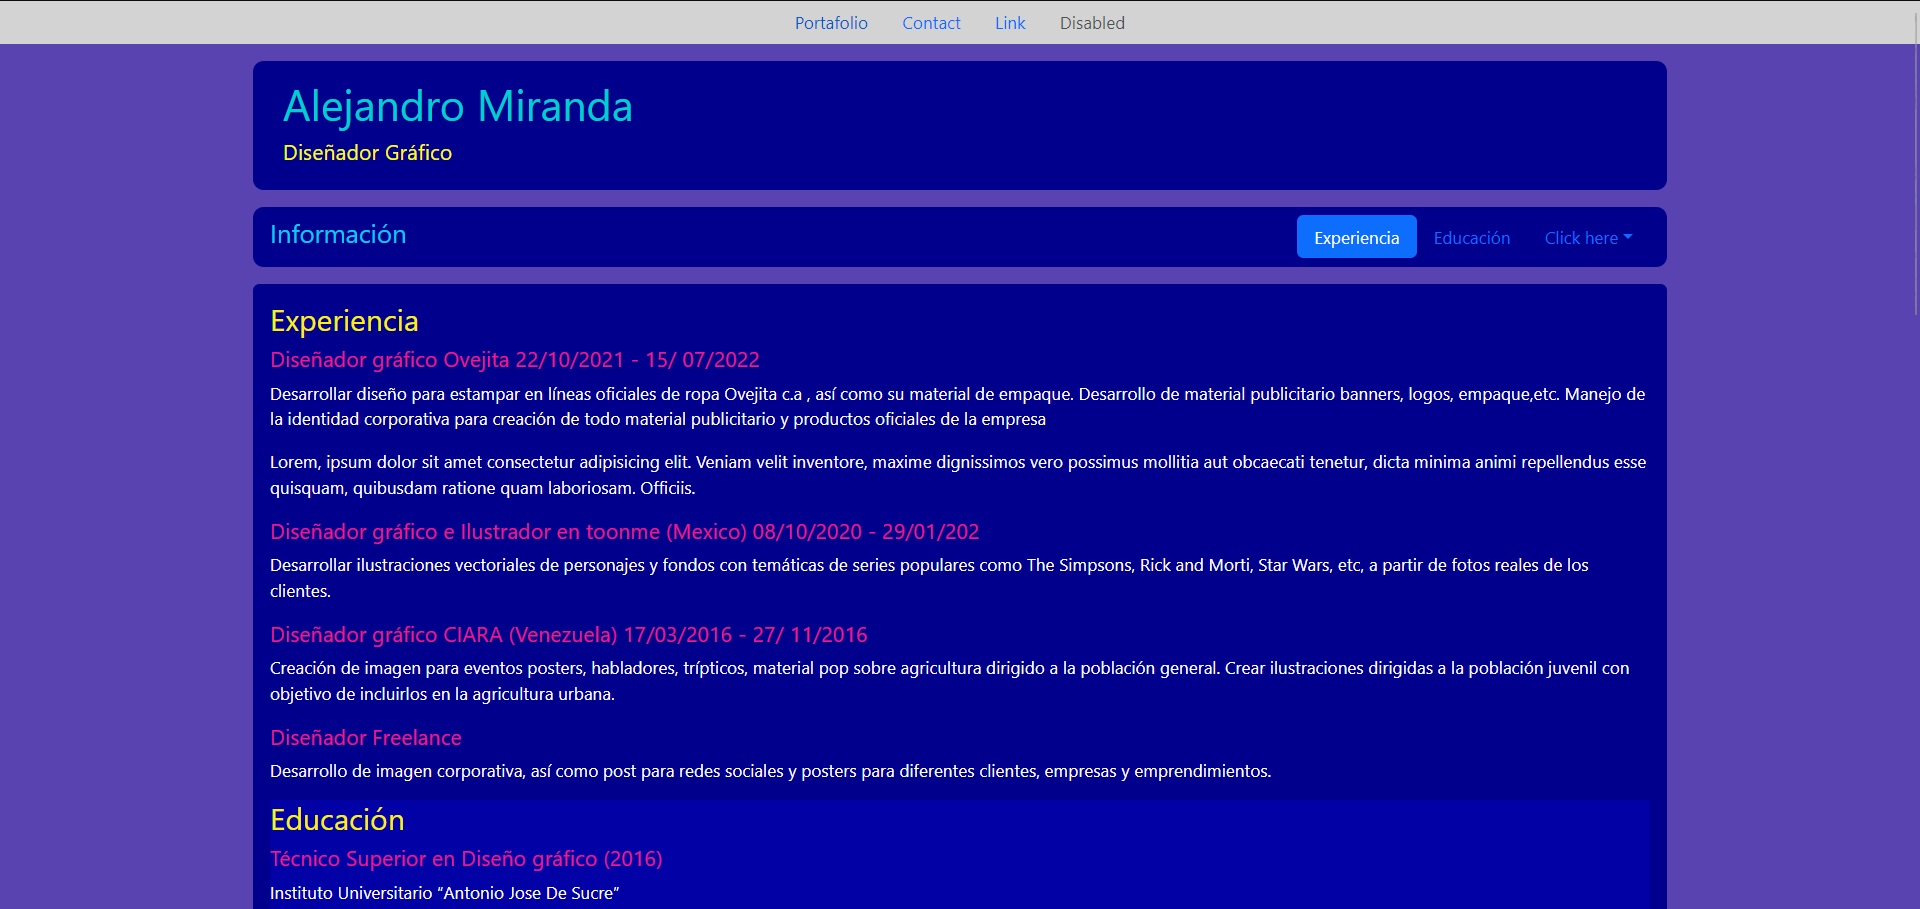 Portafolio Contact Link Disabled
Alejandro Miranda
Diseñador Gráfico
Información Experiencia Educación Click here
Experiencia
Diseñador gráfico Ovejita 22/10/2021 - 15/ 07/2022
Desarrollar diseño para estampar en líneas oficiales de ropa Ovejita c.a , así como su material de empaque. Desarrollo de material publicitario banners, logos, empaque,etc. Manejo de
la identidad corporativa para creación de todo material publicitario y productos oficiales de la empresa
Lorem, ipsum dolor sit amet consectetur adipisicing elit. Veniam velit inventore, maxime dignissimos vero possimus mollitia aut obcaecati tenetur, dicta minima animi repellendus esse
quisquam, quibusdam ratione quam laboriosam. Officiis.
Diseñador gráfico e Ilustrador en toonme (Mexico) 08/10/2020 - 29/01/202
Desarrollar ilustraciones vectoriales de personajes y fondos con temáticas de series populares como The Simpsons, Rick and Morti, Star Wars, etc, a partir de fotos reales de los
clientes.
Diseñador gráfico CIARA (Venezuela) 17/03/2016 - 27/ 11/2016
Creación de imagen para eventos posters, habladores, trípticos, material pop sobre agricultura dirigido a la población general. Crear ilustraciones dirigidas a la población juvenil con
objetivo de incluirlos en la agricultura urbana.
Diseñador Freelance
Desarrollo de imagen corporativa, así como post para redes sociales y posters para diferentes clientes, empresas y emprendimientos.
Educación
Técnico Superior en Diseño gráfico (2016)
Instituto Universitario “Antonio Jose De Sucre”